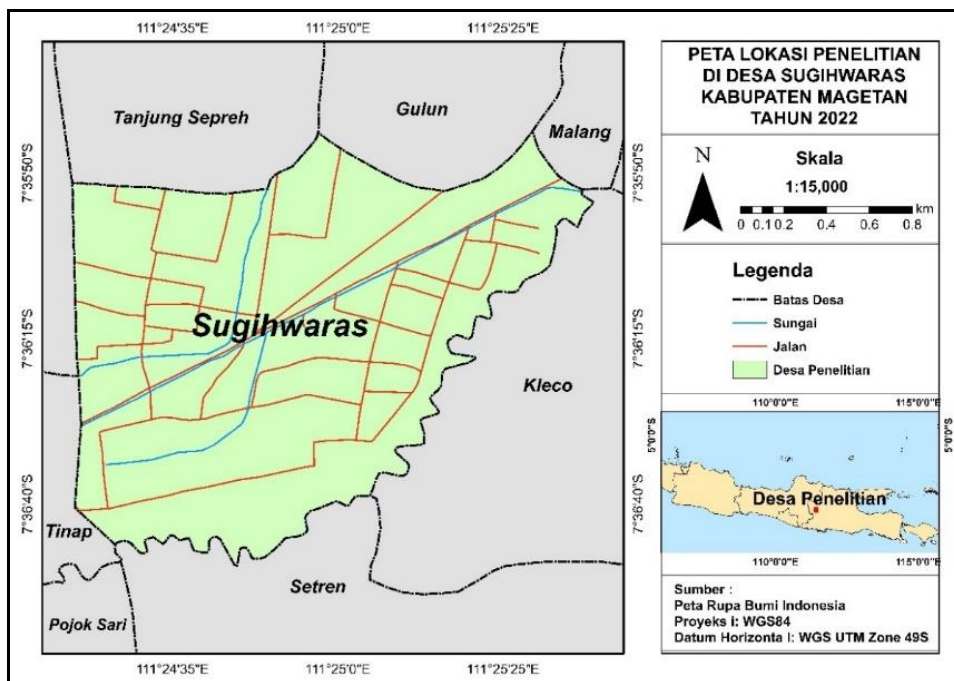 111°24'35"E 111°25'0"E 111°25'25"E
7°35'50"S
7°36'15"S
7°36'40"S
Tanjung Sepreh
Gulun
Malang
Sugihwaras
Kleco
Tinap
Setren
Pojok Sari
7°35'50"S
7°36'15"S
7°36'40"S
111°24'35"E 111°25'0"E 111°25'25"E
PETA LOKASI PENELITIAN
DI DESA SUGIHWARAS
KABUPATEN MAGETAN
TAHUN 2022
N
Skala
1:15,000
km
0 0.1 0.2 0.4 0.6 0.8
Legenda
Batas Desa
Sungai
Jalan
Desa Penelitian
110°0'0"E 115°0'0"E
5°0'0"S
5°0'0"S
Desa Penelitian
110°0'0"E 115°0'0"E
Sumber :
Peta Rupa Bumi Indonesia
Proyeks i: WGS84
Datum Horizonta l: WGS UTM Zone 49S